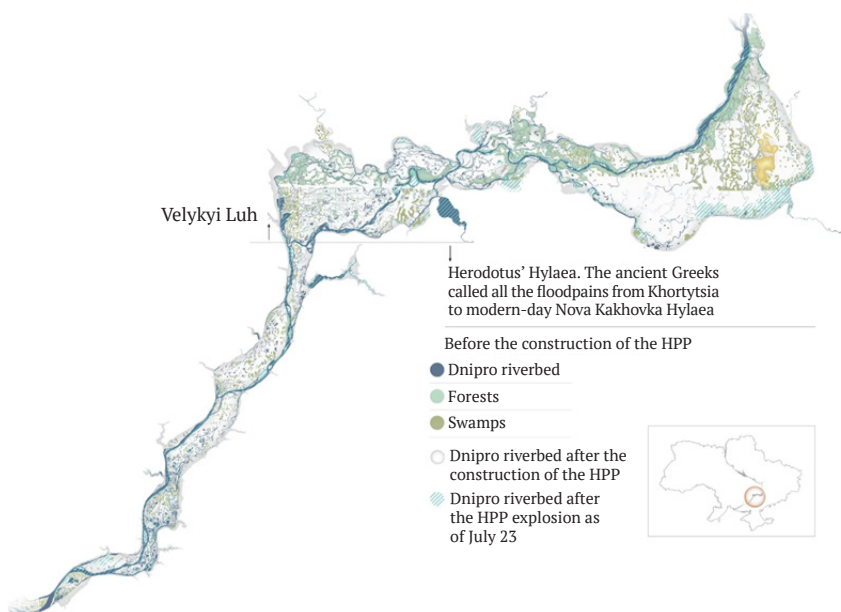 Velykyi Luh
Herodotus’ Hylaea. The ancient Greeks
called all the floodpains from Khortytsia
to modern-day Nova Kakhovka Hylaea
Before the construction of the HPP
Dnipro riverbed
Forests
Swamps
Dnipro riverbed after the
construction of the HPP
Dnipro riverbed after
the HPP explosion as
of July 23